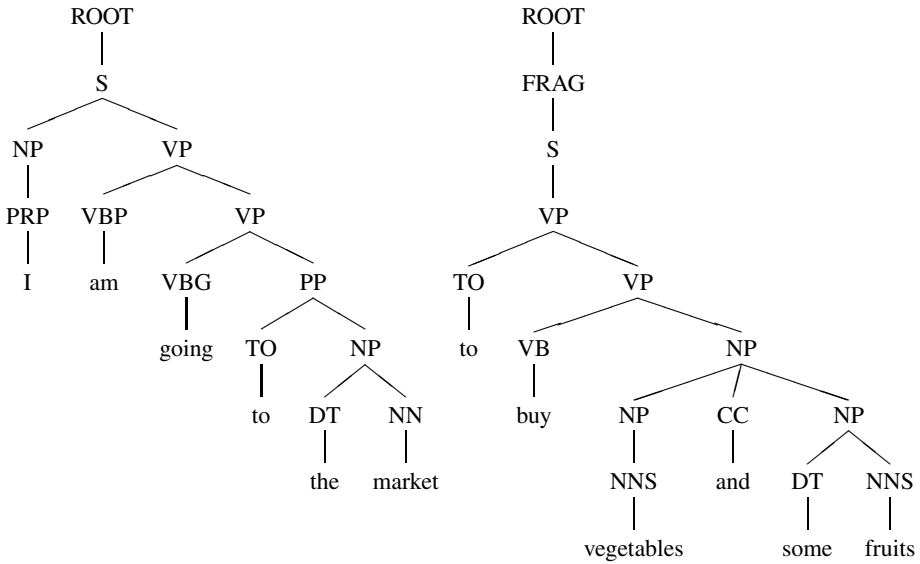 ROOT ROOT
S FRAG
NP VP S
PRP VBP VP VP
I am VBG PP TO VP
going TO NP to VB NP
to DT NN buy NP CC NP
the market NNS and DT NNS
vegetables some fruits